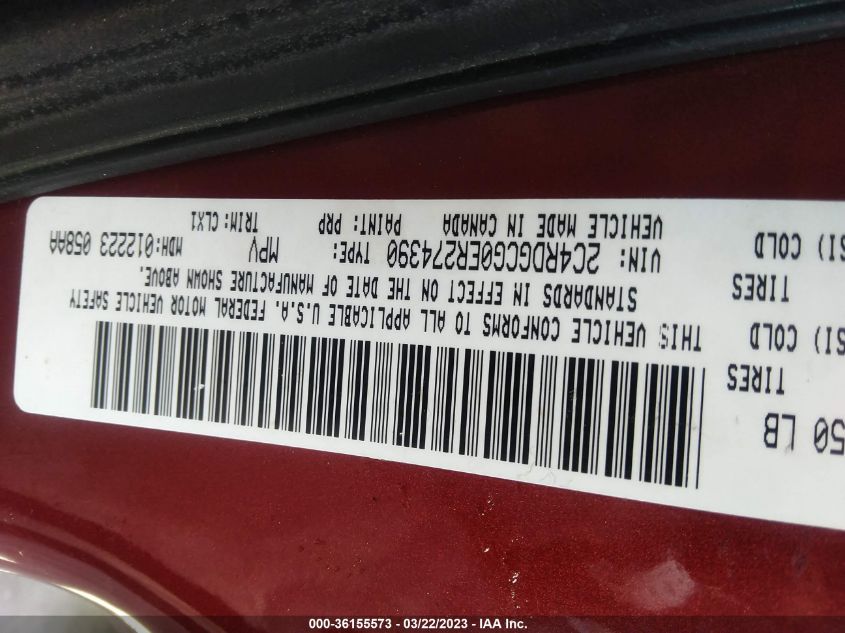 50 LB
TIRES
SI) COLD
TIRES
SI) COLD
THIS VEHICLE CONFORMS TO ALL APPLICABLE U.S.A. FEDERAL MOTOR VEHICLE SAFETY
STANDARDS IN EFFECT ON THE DATE OF MANUFACTURE SHOWN ABOVE.
VIN: 2C4RDGCG0ER274390 TYPE: MPV MDH: 012223 058AA
VEHICLE MADE IN CANADA PAINT: PRP TRIM: CLX1
000-36155573 - 03/22/2023 - IAA Inc.